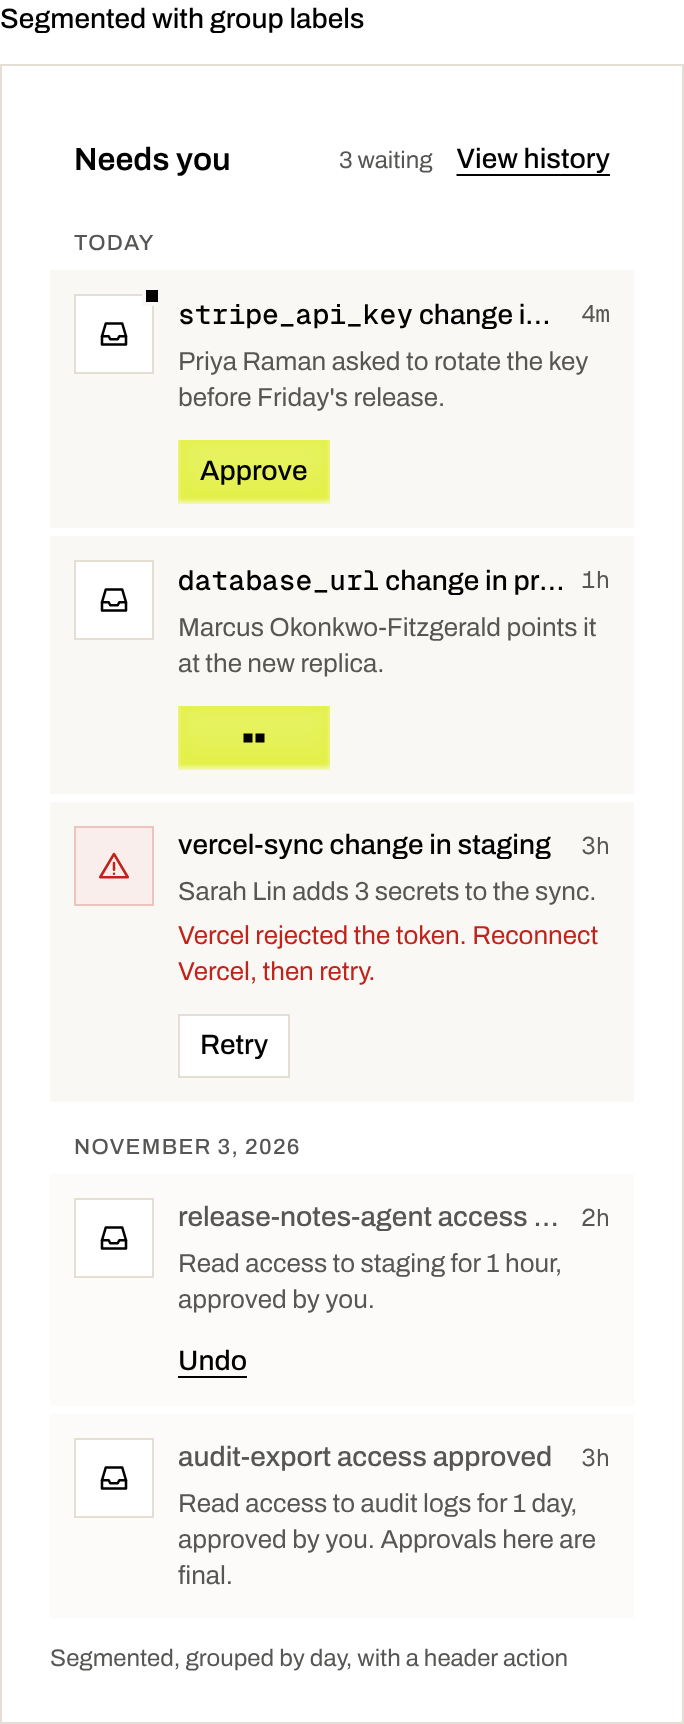 Segmented with group labels
Needs you
3 waiting
View history
TODAY
stripe_api_key change i...
4m
Priya Raman asked to rotate the key
before Friday's release.
Approve
database_url change in pr...
1h
Marcus Okonkwo-Fitzgerald points it
at the new replica.
vercel-sync change in staging
3h
Sarah Lin adds 3 secrets to the sync.
Vercel rejected the token. Reconnect
Vercel, then retry.
Retry
NOVEMBER 3, 2026
release-notes-agent access ...
2h
Read access to staging for 1 hour,
approved by you.
Undo
audit-export access approved
3h
Read access to audit logs for 1 day,
approved by you. Approvals here are
final.
Segmented, grouped by day, with a header action